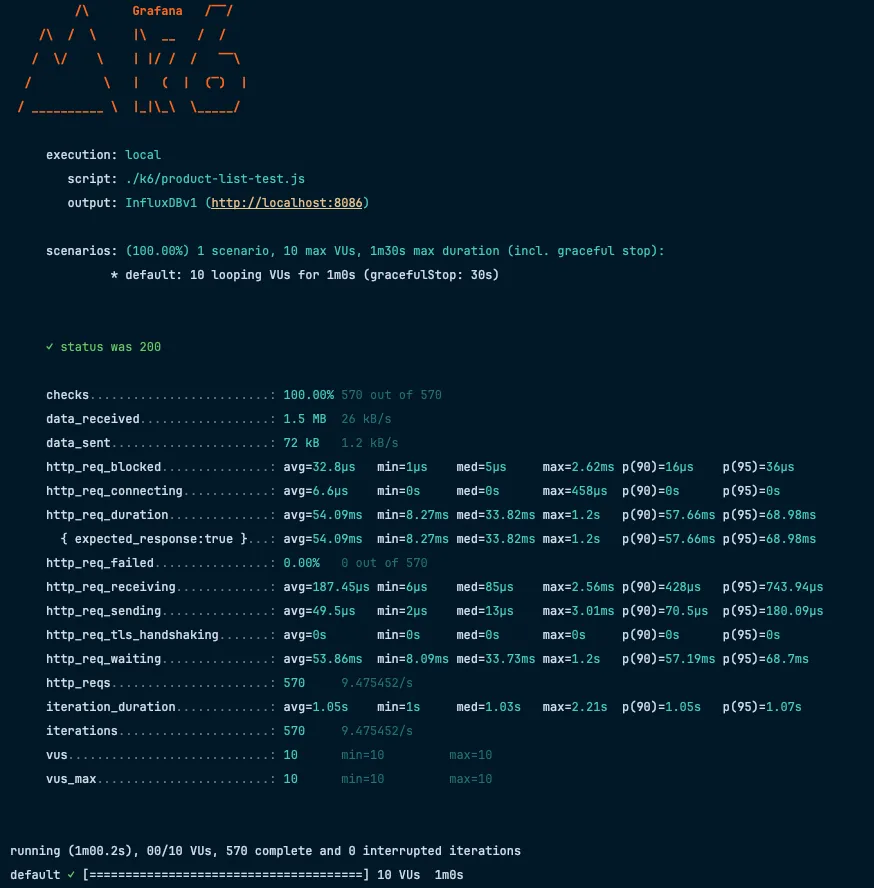 /\      Grafana   /‾‾/
    /\  /  \     |\  __   /  /
   /  \/    \    | |/ /  /   ‾‾\
  /          \   |   (  |  (‾)  |
 / __________ \  |_|\_\  \_____/
     execution: local
        script: ./k6/product-list-test.js
        output: InfluxDBv1 (http://localhost:8086)
     scenarios: (100.00%) 1 scenario, 10 max VUs, 1m30s max duration (incl. graceful stop):
              * default: 10 looping VUs for 1m0s (gracefulStop: 30s)
     ✓ status was 200
     checks.........................: 100.00% 570 out of 570
     data_received..................: 1.5 MB  26 kB/s
     data_sent......................: 72 kB   1.2 kB/s
     http_req_blocked...............: avg=32.8µs   min=1µs    med=5µs     max=2.62ms p(90)=16µs    p(95)=36µs
     http_req_connecting............: avg=6.6µs    min=0s     med=0s      max=458µs  p(90)=0s      p(95)=0s
     http_req_duration..............: avg=54.09ms  min=8.27ms med=33.82ms max=1.2s   p(90)=57.66ms p(95)=68.98ms
       { expected_response:true }...: avg=54.09ms  min=8.27ms med=33.82ms max=1.2s   p(90)=57.66ms p(95)=68.98ms
     http_req_failed................: 0.00%   0 out of 570
     http_req_receiving.............: avg=187.45µs min=6µs    med=85µs    max=2.56ms p(90)=428µs   p(95)=743.94µs
     http_req_sending...............: avg=49.5µs   min=2µs    med=13µs    max=3.01ms p(90)=70.5µs  p(95)=180.09µs
     http_req_tls_handshaking.......: avg=0s       min=0s     med=0s      max=0s     p(90)=0s      p(95)=0s
     http_req_waiting...............: avg=53.86ms  min=8.09ms med=33.73ms max=1.2s   p(90)=57.19ms p(95)=68.7ms
     http_reqs......................: 570     9.475452/s
     iteration_duration.............: avg=1.05s    min=1s     med=1.03s   max=2.21s  p(90)=1.05s   p(95)=1.07s
     iterations.....................: 570     9.475452/s
     vus............................: 10      min=10         max=10
     vus_max........................: 10      min=10         max=10
running (1m00.2s), 00/10 VUs, 570 complete and 0 interrupted iterations
default ✓ [======================================] 10 VUs  1m0s